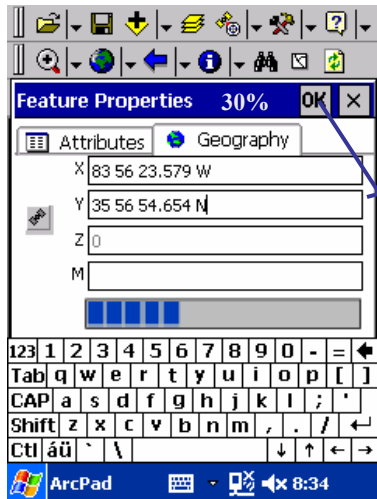 Feature Properties 30% OK ×
Attributes Geography
X 83 56 23.579 W
Y 35 56 54.654 N
Z 0
M
123 1 2 3 4 5 6 7 8 9 0 - =
Tab q w e r t y u i o p [ ]
CAP a s d f g h j k l ; '
Shift z x c v b n m , . /
Ctl áü ` \ ↓ ↑ ← →
ArcPad 8:34